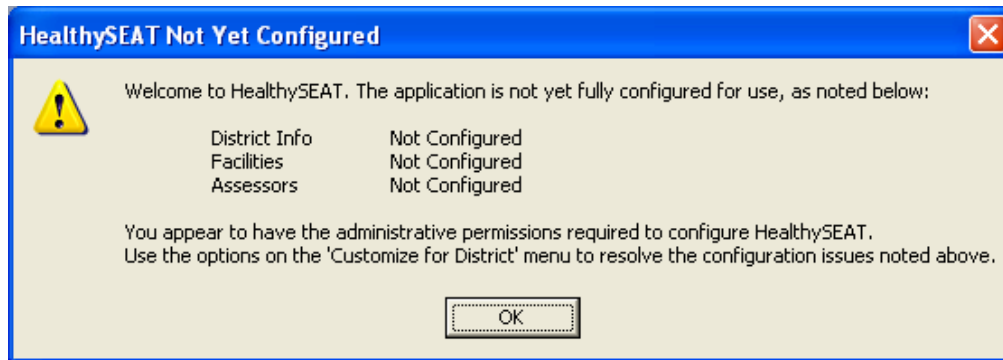 HealthySEAT Not Yet Configured
Welcome to HealthySEAT. The application is not yet fully configured for use, as noted below:
District Info Not Configured
Facilities Not Configured
Assessors Not Configured
You appear to have the administrative permissions required to configure HealthySEAT.
Use the options on the 'Customize for District' menu to resolve the configuration issues noted above.
OK